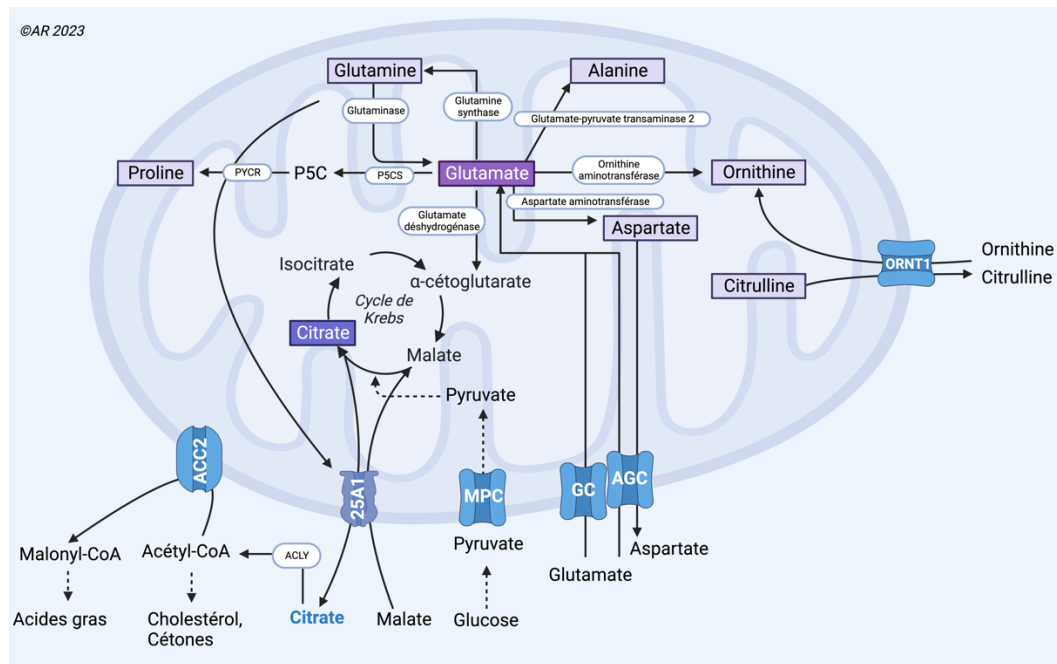 ©AR 2023
Glutamine
Alanine
Glutaminase
Glutamine
synthase
Glutamate-pyruvate transaminase 2
Proline
PYCR
P5C
P5CS
Glutamate
Ornithine
aminotransférase
Ornithine
Aspartate aminotransférase
Glutamate
déshydrogénase
Aspartate
Isocitrate
α-cétoglutarate
Citrulline
ORNT1
Ornithine
Citrulline
Cycle de
Krebs
Citrate
Malate
Pyruvate
ACC2
25A1
MPC
GC
AGC
Malonyl-CoA
Acétyl-CoA
ACLY
Pyruvate
Aspartate
Glutamate
Acides gras
Cholestérol,
Cétones
Citrate
Malate
Glucose